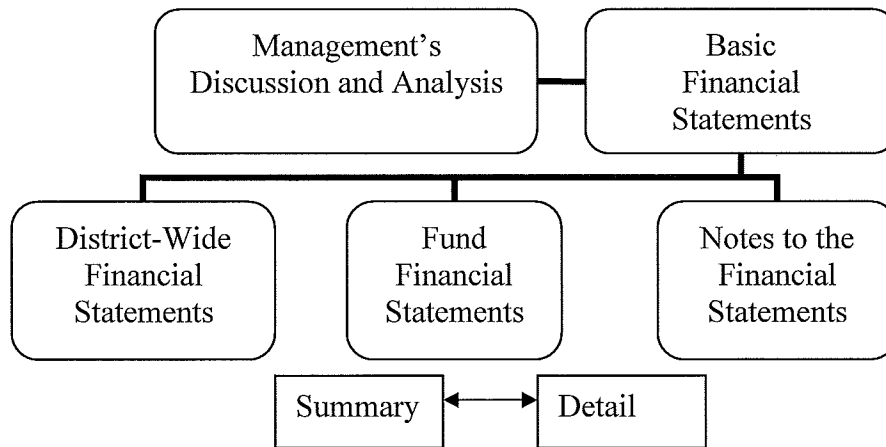 Management's
Discussion and Analysis
Basic
Financial
Statements
District-Wide
Financial
Statements
Fund
Financial
Statements
Notes to the
Financial
Statements
Summary
Detail